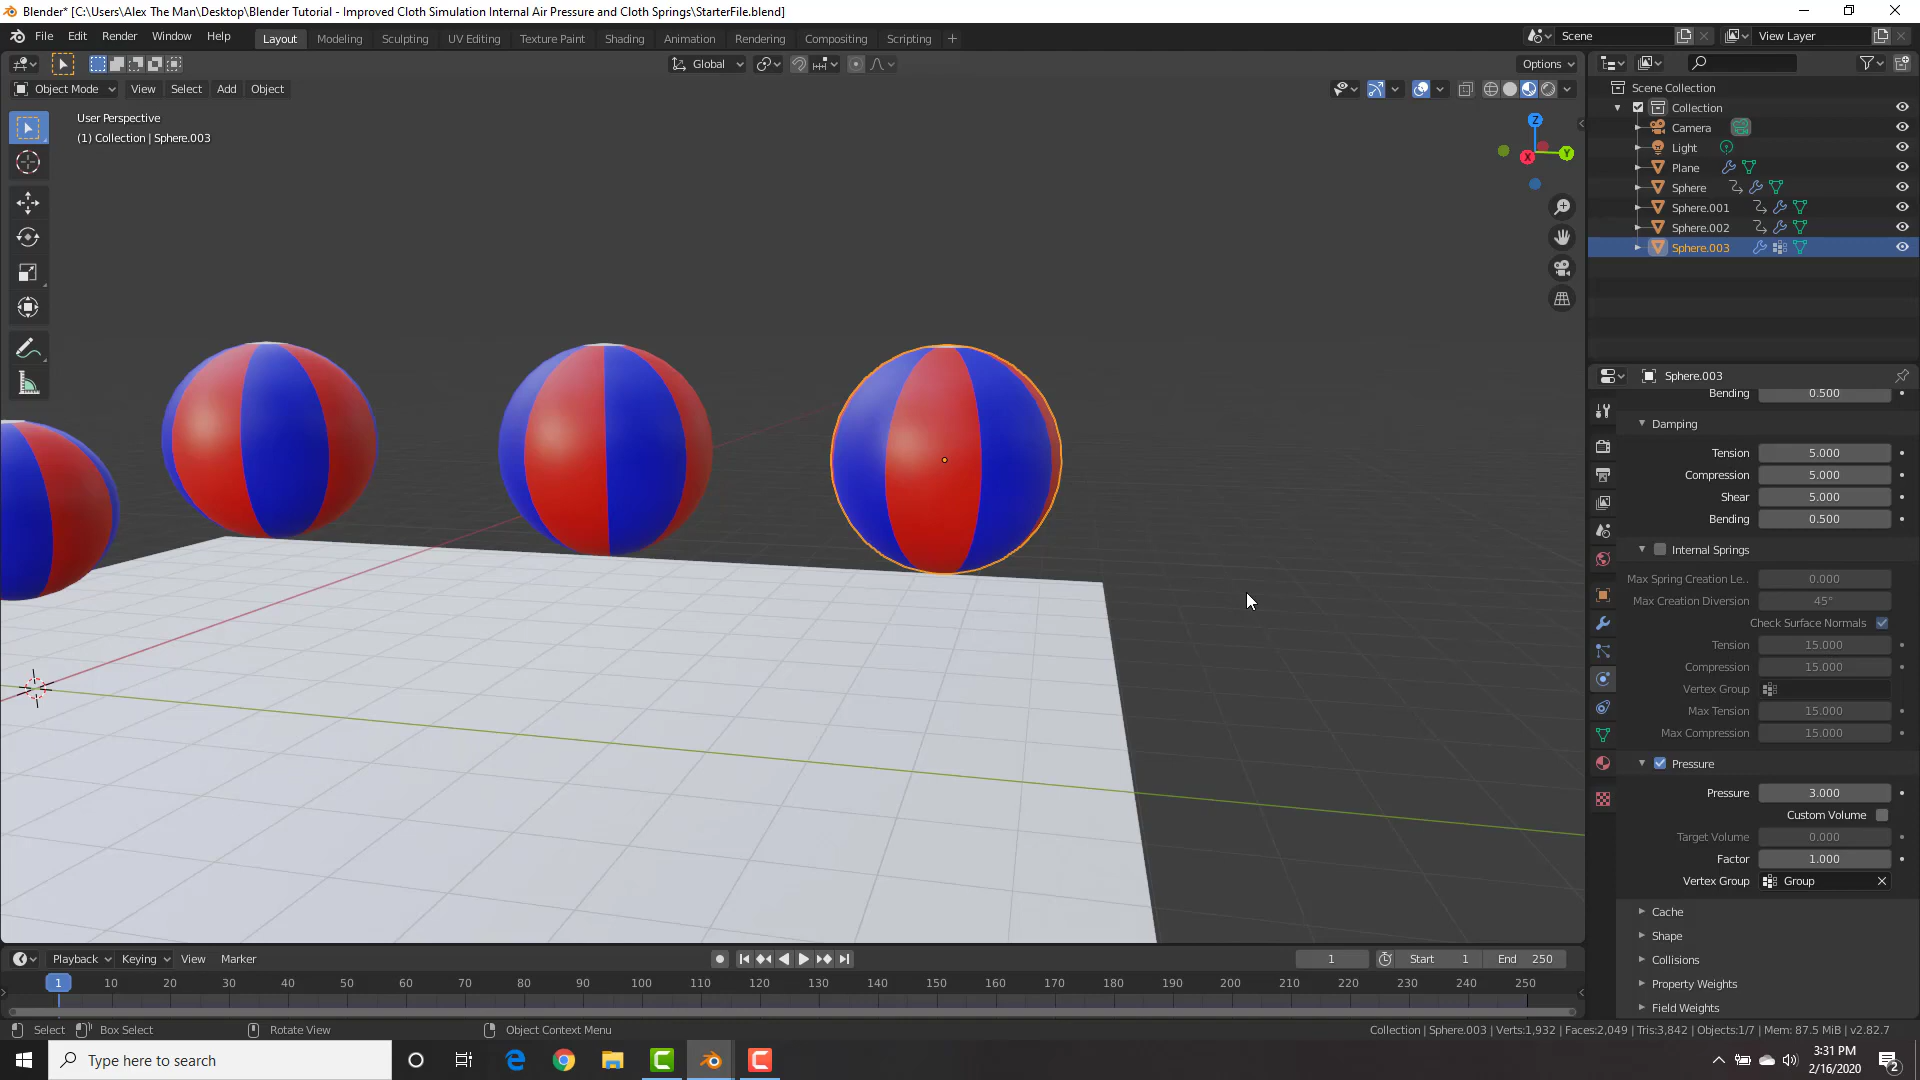 Blender* [C:\Users\Alex The Man\Desktop\Blender Tutorial - Improved Cloth Simulation Internal Air Pressure and Cloth Springs\StarterFile.blend]
File Edit Render Window Help Layout Modeling Sculpting UV Editing Texture Paint Shading Animation Rendering Compositing Scripting Scene View Layer
Global Options
Object Mode View Select Add Object
User Perspective
(1) Collection | Sphere.003
Z
X
Y
Scene Collection
Collection
Camera
Light
Plane
Sphere
Sphere.001
Sphere.002
Sphere.003
Sphere.003
Bending 0.500
Damping
Tension 5.000
Compression 5.000
Shear 5.000
Bending 0.500
Internal Springs
Max Spring Creation Le.. 0.000
Max Creation Diversion 45°
Check Surface Normals
Tension 15.000
Compression 15.000
Vertex Group
Max Tension 15.000
Max Compression 15.000
Pressure
Pressure 3.000
Custom Volume
Target Volume 0.000
Factor 1.000
Vertex Group Group
Cache
Shape
Collisions
Property Weights
Field Weights
Playback Keying View Marker 1 Start 1 End 250
1 10 20 30 40 50 60 70 80 90 100 110 120 130 140 150 160 170 180 190 200 210 220 230 240 250
Select Box Select Rotate View Object Context Menu Collection | Sphere.003 | Verts:1,932 | Faces:2,049 | Tris:3,842 | Objects:1/7 | Mem: 87.5 MiB | v2.82.7
Type here to search
3:31 PM
2/16/2020
2